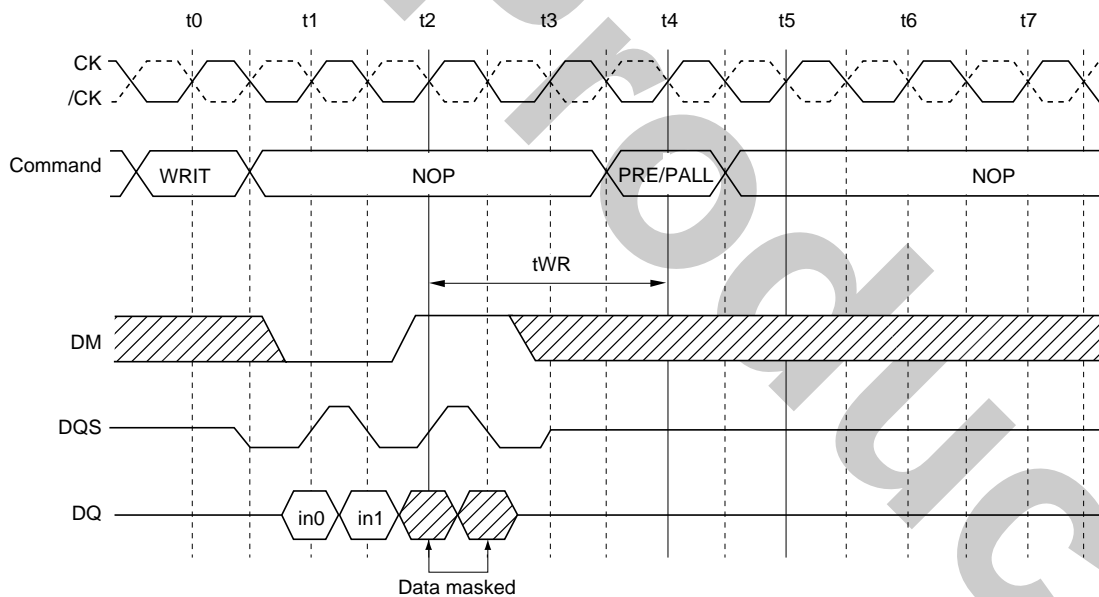 t0 t1 t2 t3 t4 t5 t6 t7
CK
/CK
Command WRIT NOP PRE/PALL NOP
tWR
DM
DQS
DQ in0 in1
Data masked
roduc